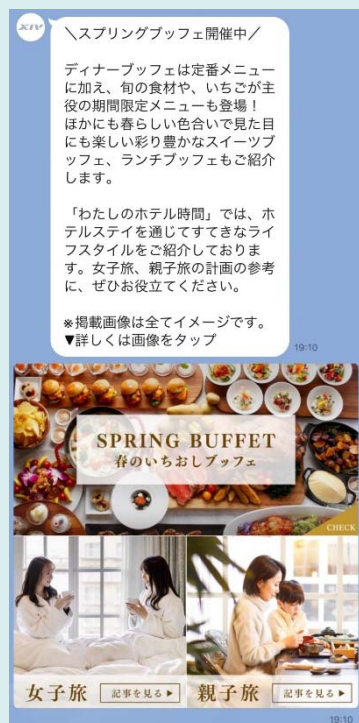 XIV
＼スプリングブッフェ開催中／
ディナーブッフェは定番メニュー
に加え、旬の食材や、いちごが主
役の期間限定メニューも登場！
ほかにも春らしい色合いで見た目
にも楽しい彩り豊かなスイーツブ
ッフェ、ランチブッフェもご紹介
します。
「わたしのホテル時間」では、ホ
テルステイを通じてすてきなライ
フスタイルをご紹介しておりま
す。女子旅、親子旅の計画の参考
に、ぜひお役立てください。
※掲載画像は全てイメージです。
▼詳しくは画像をタップ
19:10
SPRING BUFFET
春のいちおしブッフェ
CHECK
女子旅 記事を見る▶
親子旅 記事を見る▶
19:10